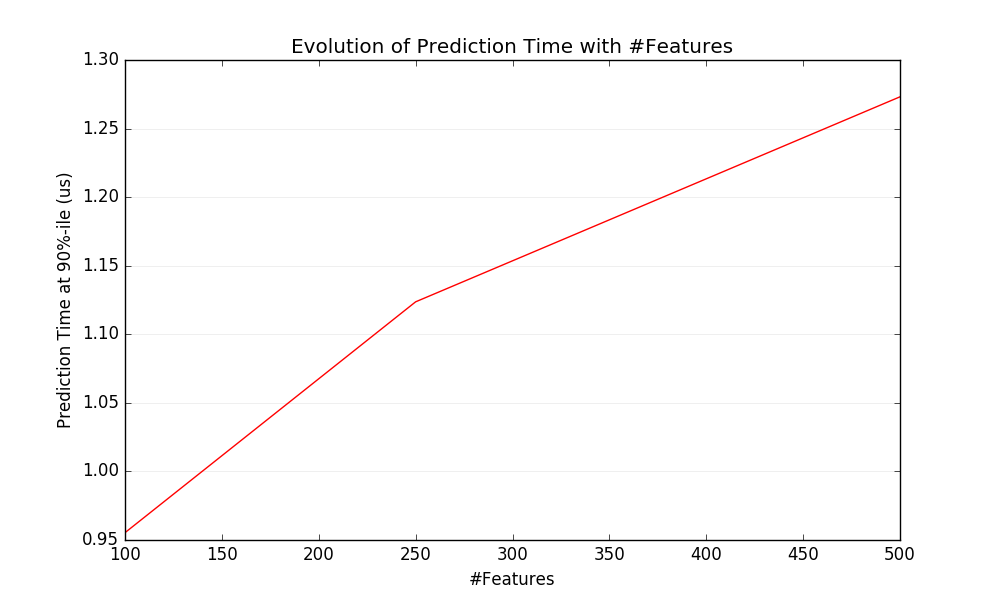 Evolution of Prediction Time with #Features
1.30
1.25
1.20
1.15
1.10
1.05
1.00
0.95
Prediction Time at 90%-ile (us)
100 150 200 250 300 350 400 450 500
#Features